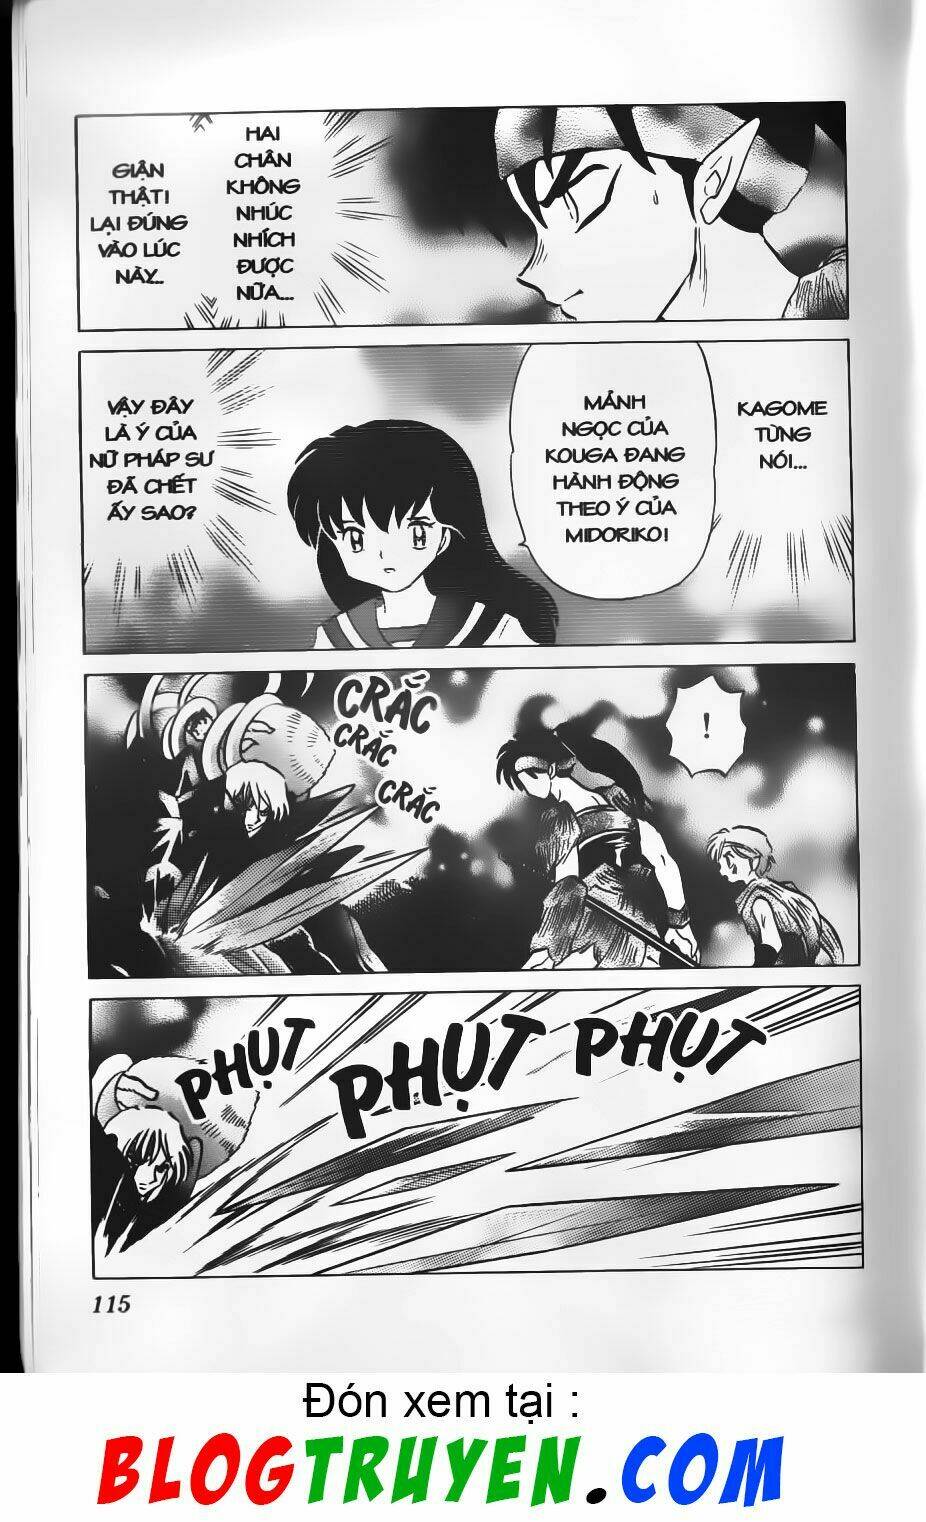 HAI
CHÂN
KHÔNG
NHÚC
NHÍCH
ĐƯỢC
NỮA...
GIẬN
THẬT!
LẠI ĐÚNG
VÀO LÚC
NÀY...
KAGOME
TỪNG
NÓI...
MẢNH
NGỌC CỦA
KOUGA ĐANG
HÀNH ĐỘNG
THEO Ý CỦA
MIDORIKO!
VẬY ĐÂY
LÀ Ý CỦA
NỮ PHÁP SƯ
ĐÃ CHẾT
ẤY SAO?
!
CRẮC
CRẮC
CRẮC
PHỤT
PHỤT
PHỤT
115
Đón xem tại :
BLOGTRUYEN.COM